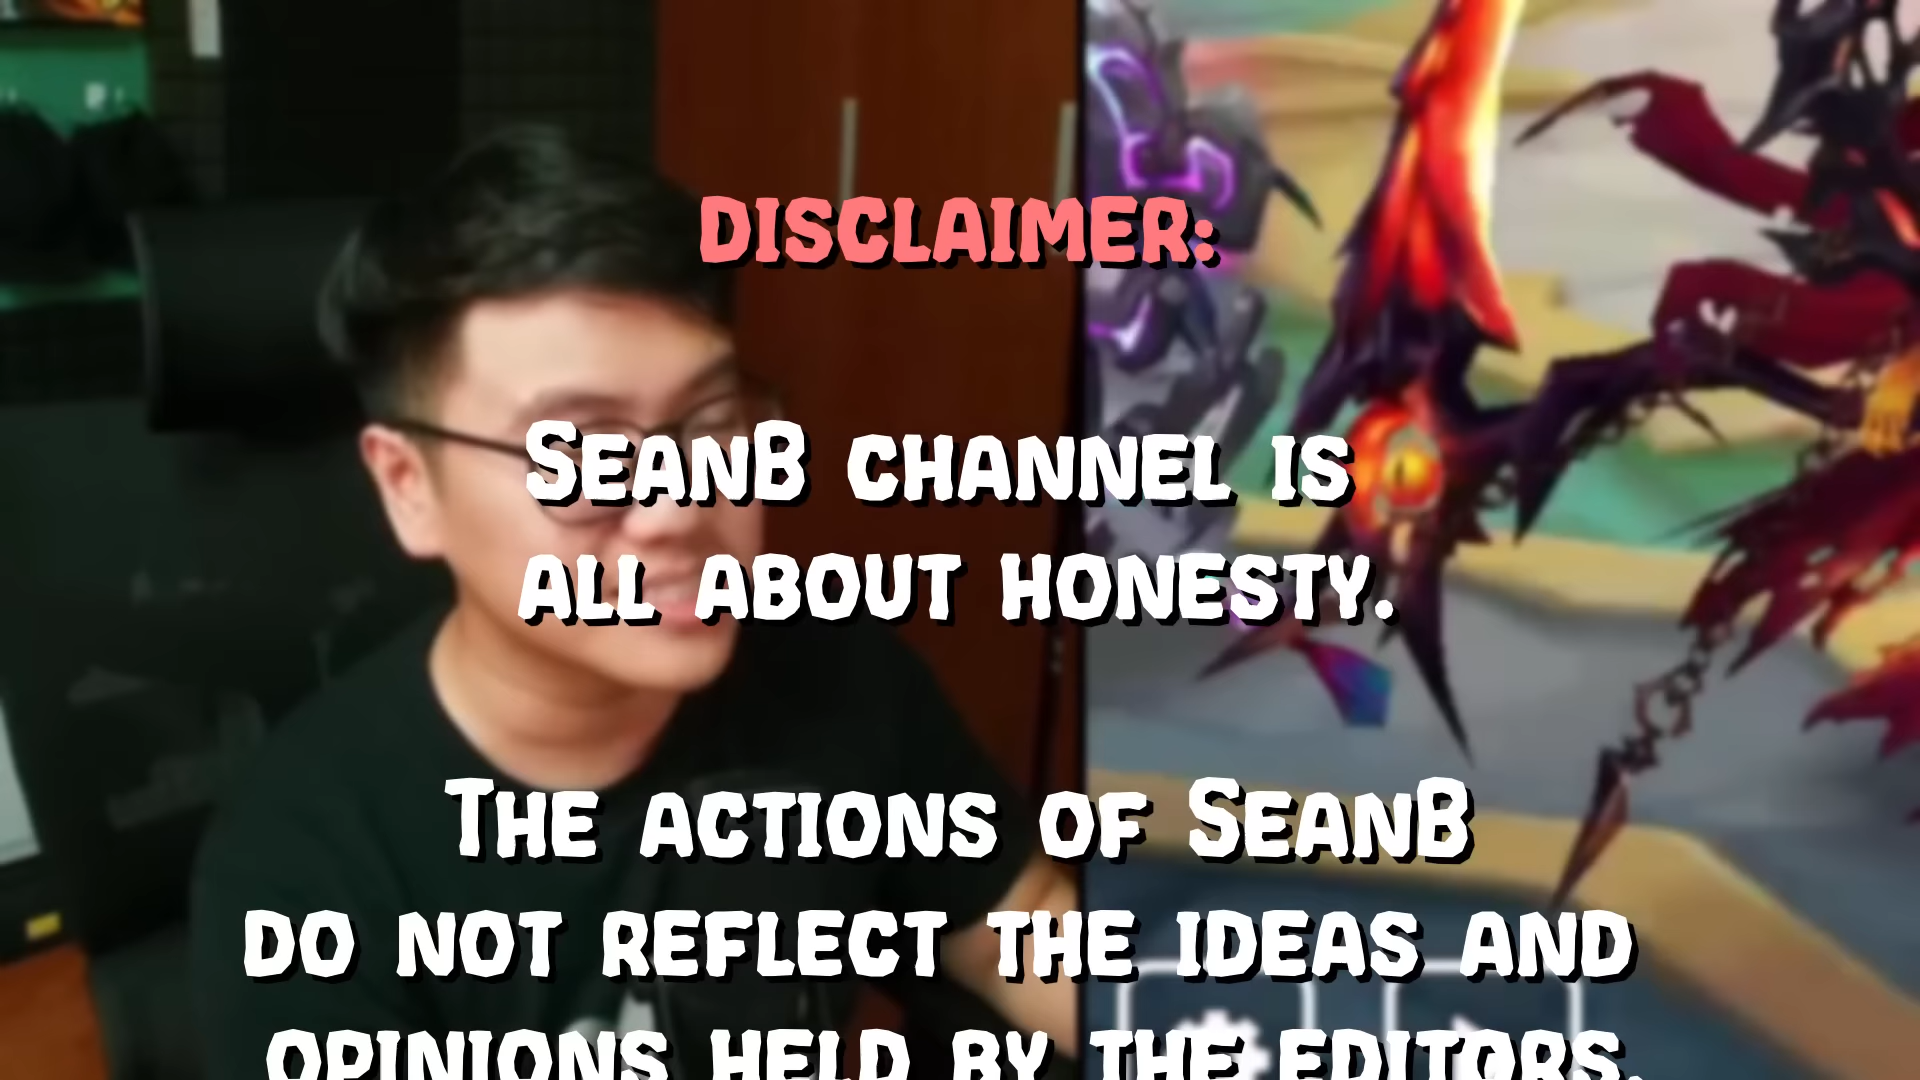 DISCLAIMER:
SEANB CHANNEL IS
ALL ABOUT HONESTY.
THE ACTIONS OF SEANB
DO NOT REFLECT THE IDEAS AND
OPINIONS HELD BY THE EDITORS.